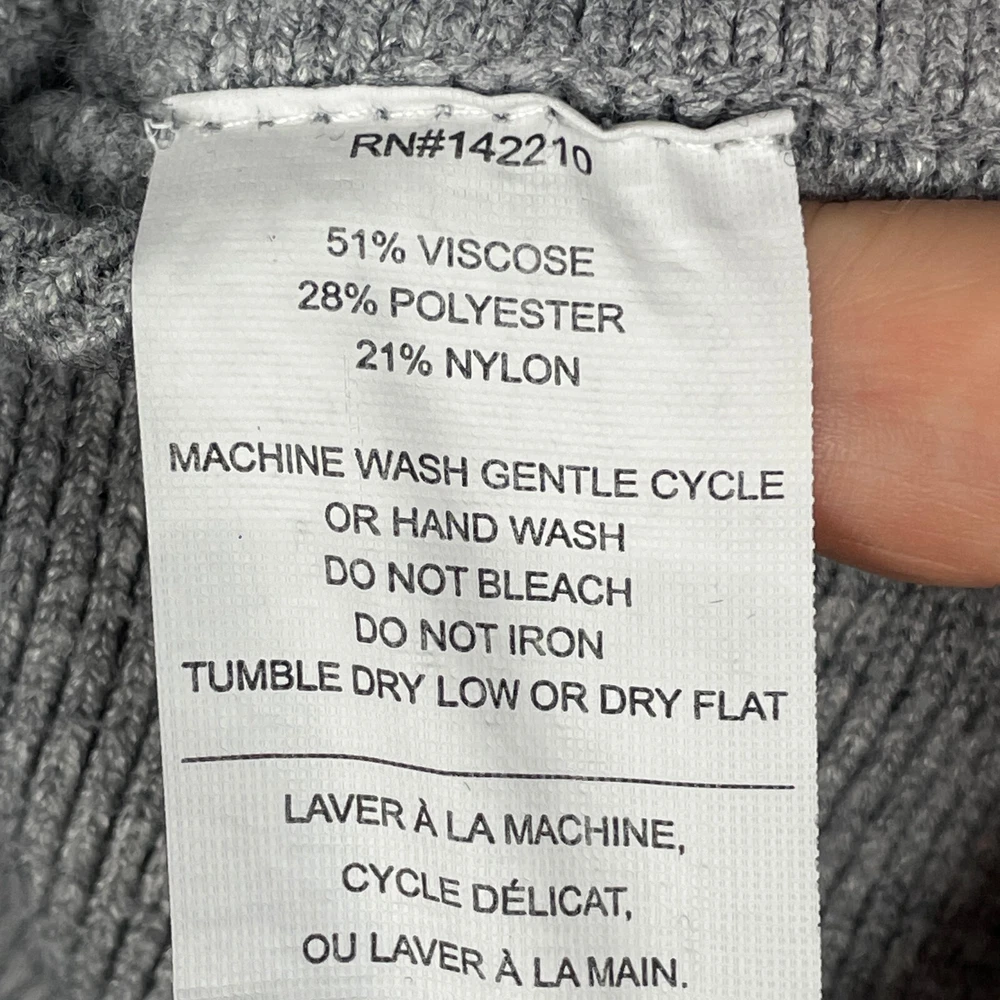 RN#142210
51% VISCOSE
28% POLYESTER
21% NYLON
MACHINE WASH GENTLE CYCLE
OR HAND WASH
DO NOT BLEACH
DO NOT IRON
TUMBLE DRY LOW OR DRY FLAT
LAVER À LA MACHINE,
CYCLE DÉLICAT,
OU LAVER À LA MAIN.